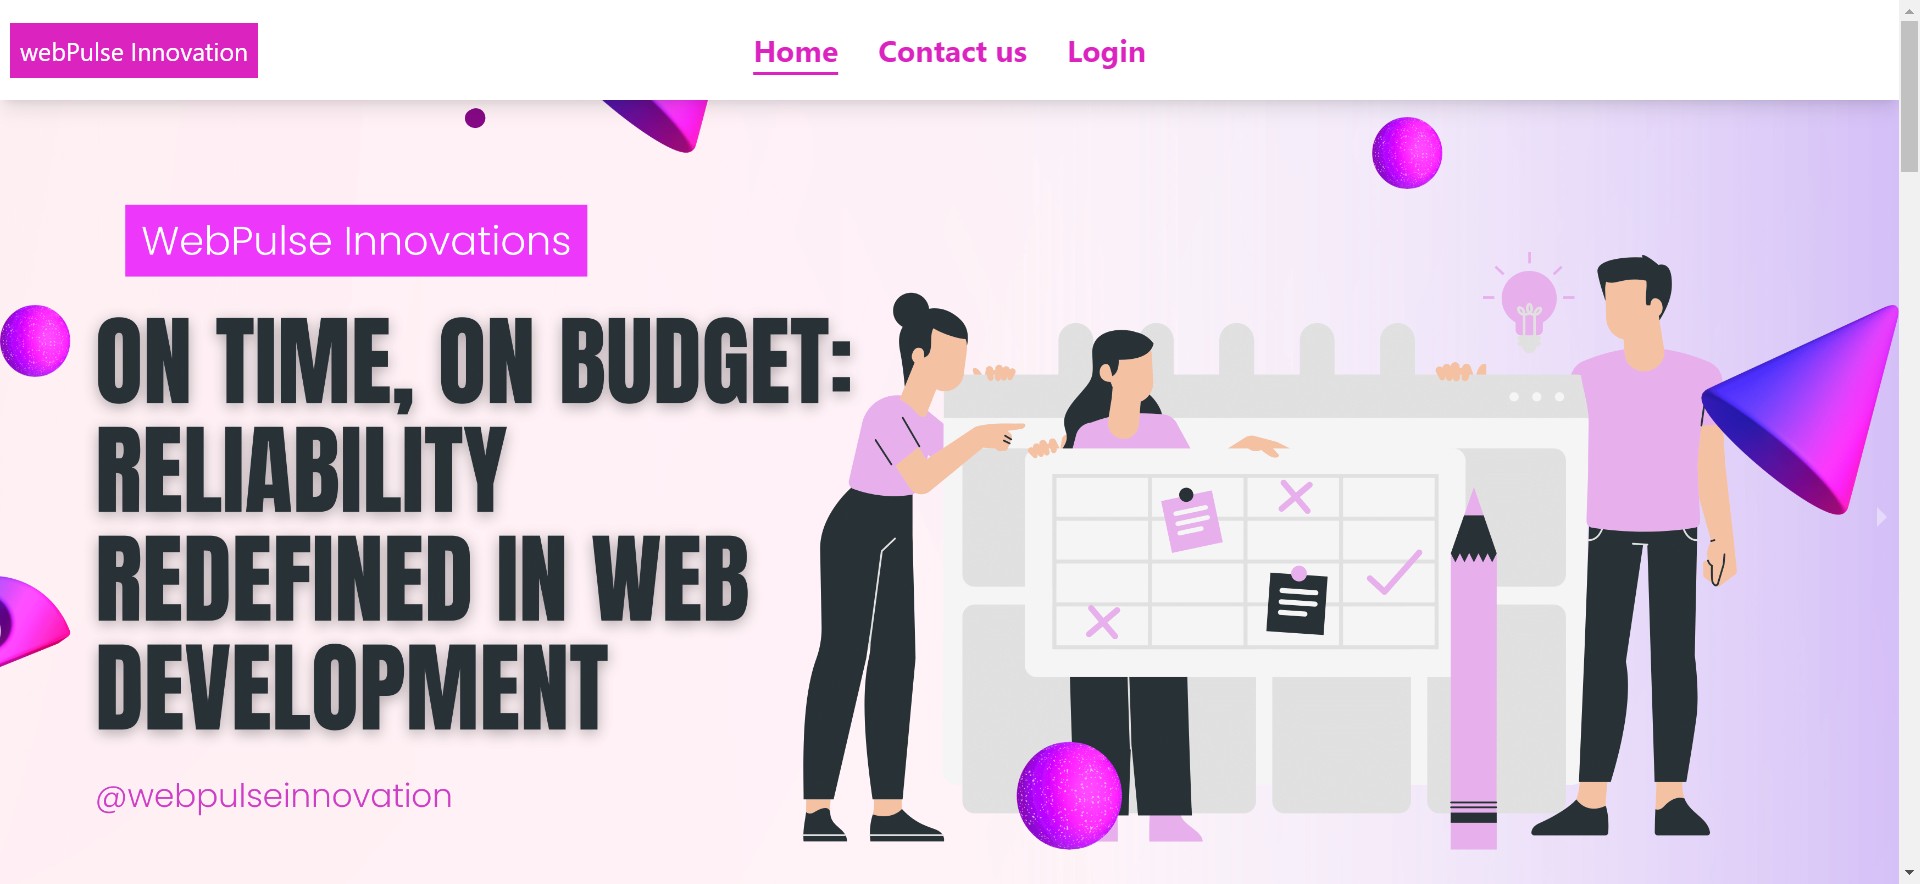 webPulse Innovation
Home Contact us Login
WebPulse Innovations
ON TIME, ON BUDGET:
RELIABILITY
REDEFINED IN WEB
DEVELOPMENT
@webpulseinnovation